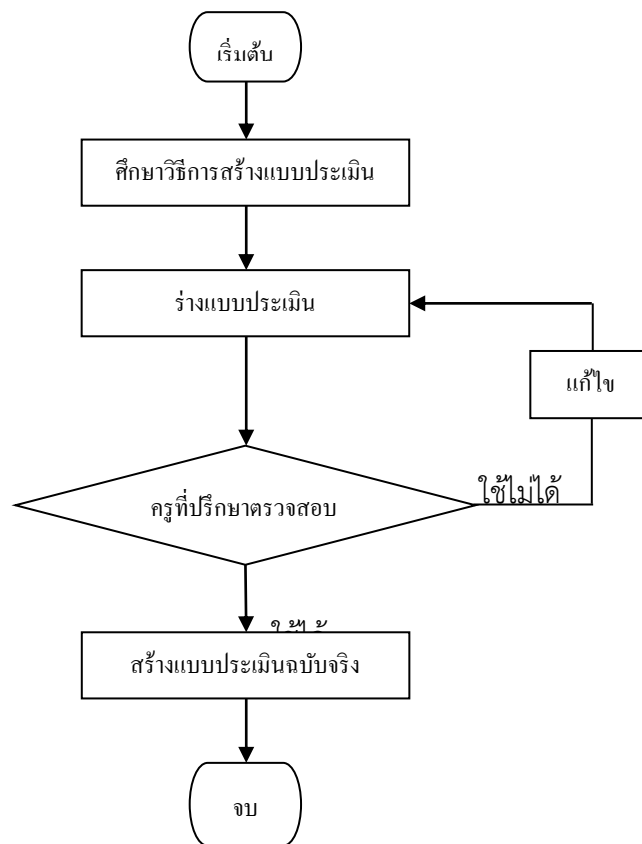 เริ่มต้น
ศึกษาวิธีการสร้างแบบประเมิน
ร่างแบบประเมิน
แก้ไข
ใช้ไม่ได้
ครูที่ปรึกษาตรวจสอบ
ใช้ได้
สร้างแบบประเมินฉบับจริง
จบ